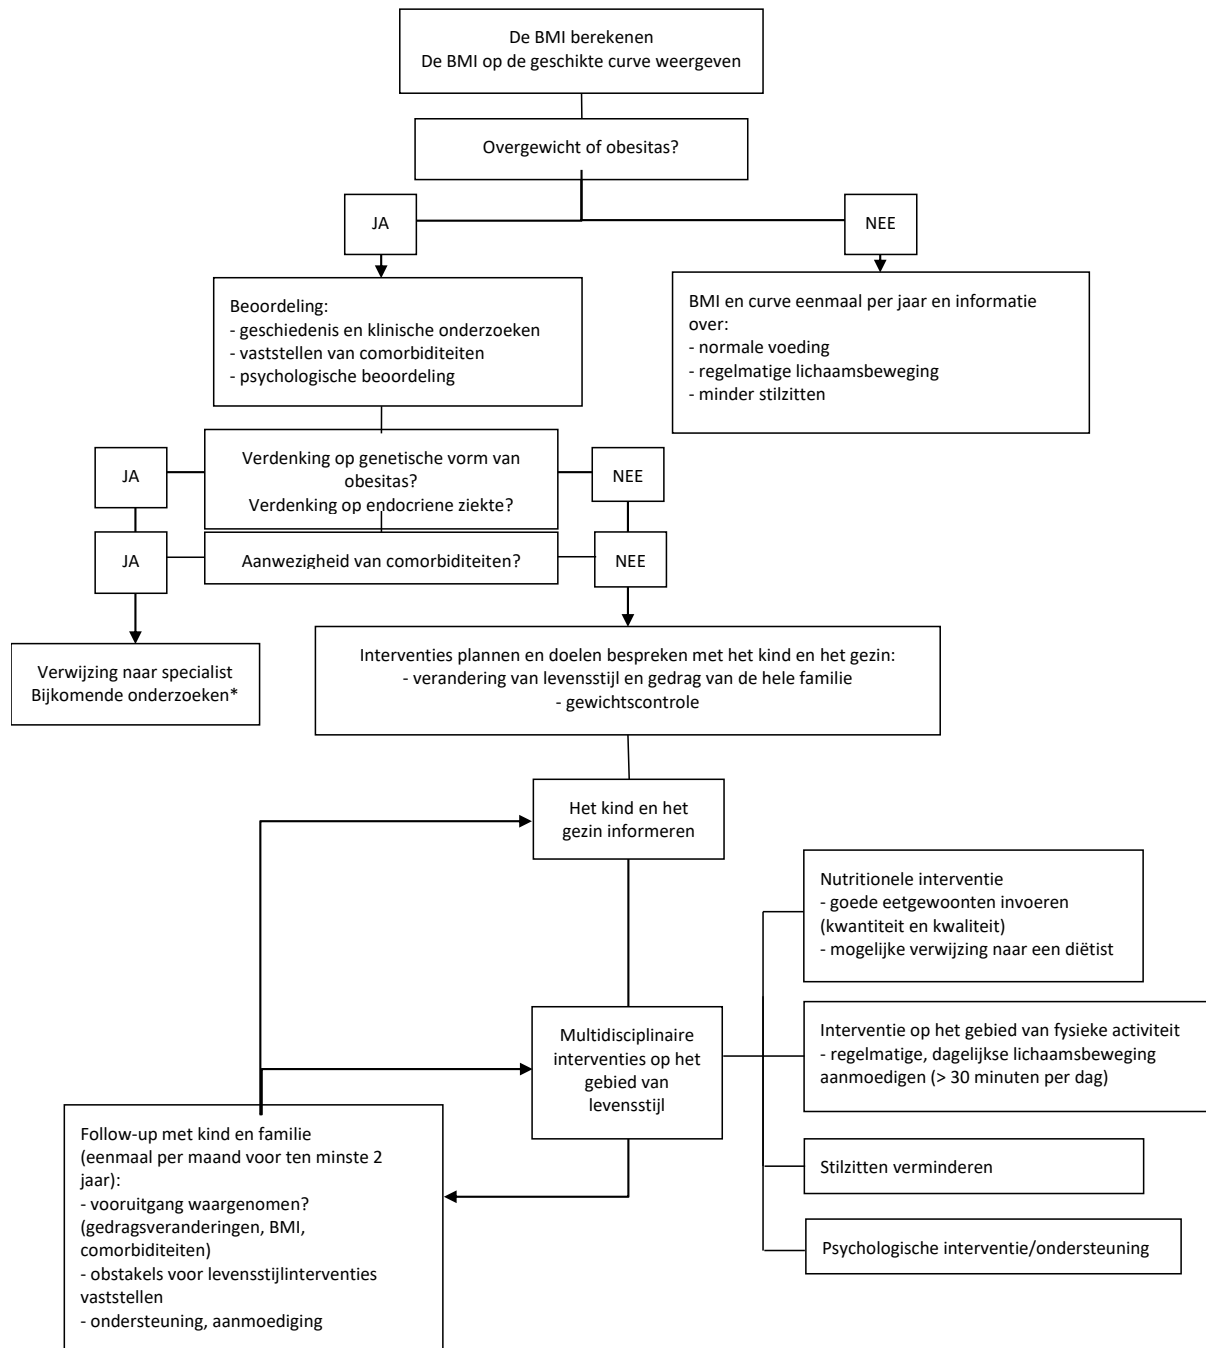 De BMI berekenen
De BMI op de geschikte curve weergeven
Overgewicht of obesitas?
JA
NEE
Beoordeling:
- geschiedenis en klinische onderzoeken
- vaststellen van comorbiditeiten
- psychologische beoordeling
BMI en curve eenmaal per jaar en informatie
over:
- normale voeding
- regelmatige lichaamsbeweging
- minder stilzitten
JA
Verdenking op genetische vorm van
obesitas?
Verdenking op endocriene ziekte?
NEE
JA
Aanwezigheid van comorbiditeiten?
NEE
Verwijzing naar specialist
Bijkomende onderzoeken*
Interventies plannen en doelen bespreken met het kind en het gezin:
- verandering van levensstijl en gedrag van de hele familie
- gewichtscontrole
Het kind en het
gezin informeren
Nutritionele interventie
- goede eetgewoonten invoeren
(kwantiteit en kwaliteit)
- mogelijke verwijzing naar een diëtist
Multidisciplinaire
interventies op het
gebied van
levensstijl
Interventie op het gebied van fysieke activiteit
- regelmatige, dagelijkse lichaamsbeweging
aanmoedigen (> 30 minuten per dag)
Stilzitten verminderen
Psychologische interventie/ondersteuning
Follow-up met kind en familie
(eenmaal per maand voor ten minste 2
jaar):
- vooruitgang waargenomen?
(gedragsveranderingen, BMI,
comorbiditeiten)
- obstakels voor levensstijlinterventies
vaststellen
- ondersteuning, aanmoediging